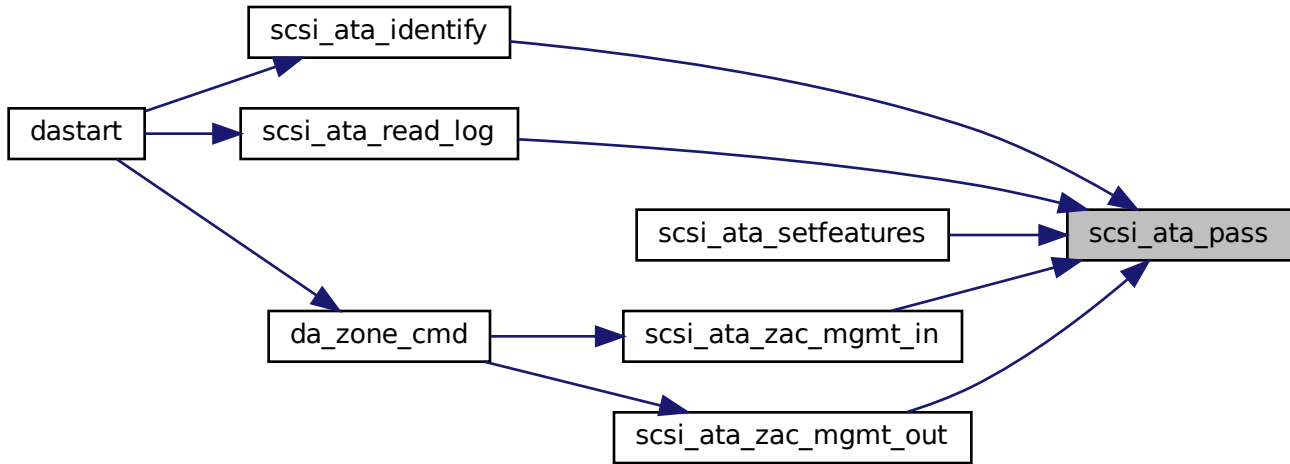 scsi_ata_identify
dastart
scsi_ata_read_log
scsi_ata_setfeatures
scsi_ata_pass
da_zone_cmd
scsi_ata_zac_mgmt_in
scsi_ata_zac_mgmt_out